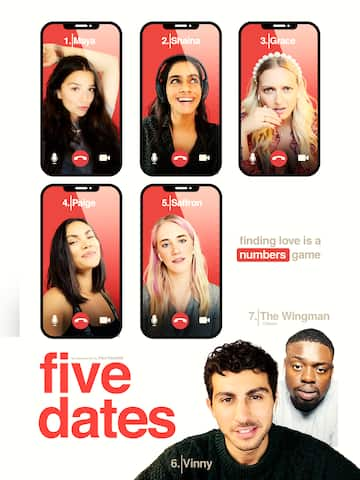 1. Maya
2. Shaina
3. Grace
4. Paige
5. Saffron
finding love is a
numbers game
7. The Wingman
five
dates
6. Vinny